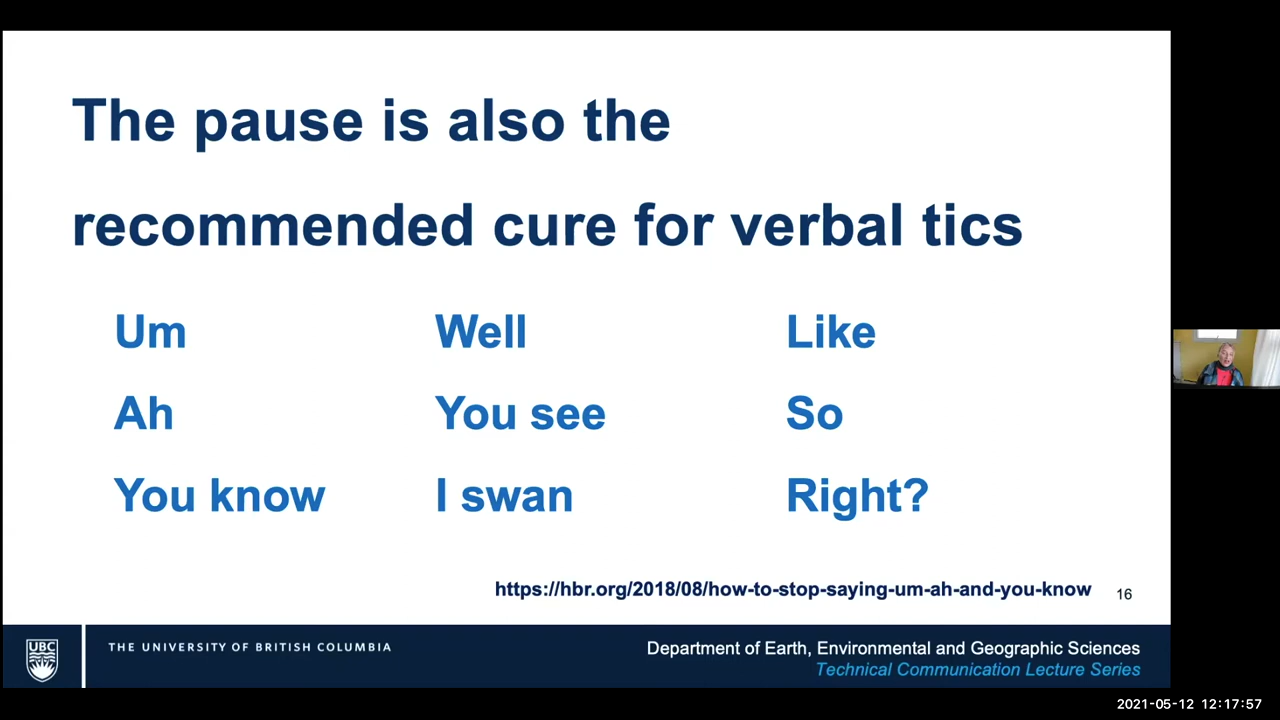 The pause is also the
recommended cure for verbal tics
Um Well Like
Ah You see So
You know I swan Right?
https://hbr.org/2018/08/how-to-stop-saying-um-ah-and-you-know 16
UBC
THE UNIVERSITY OF BRITISH COLUMBIA
Department of Earth, Environmental and Geographic Sciences
Technical Communication Lecture Series
2021-05-12 12:17:57